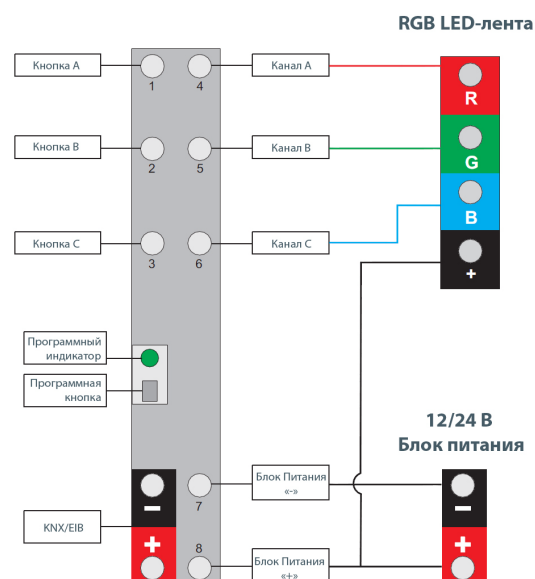 RGB LED-лента
Кнопка А
1
4
Канал А
R
Кнопка В
2
5
Канал В
G
B
Кнопка С
3
6
Канал С
+
Программный
индикатор
Программная
кнопка
12/24 В
Блок питания
Блок Питания
«-»
7
−
−
KNX/EIB
+
8
Блок Питания
«+»
+